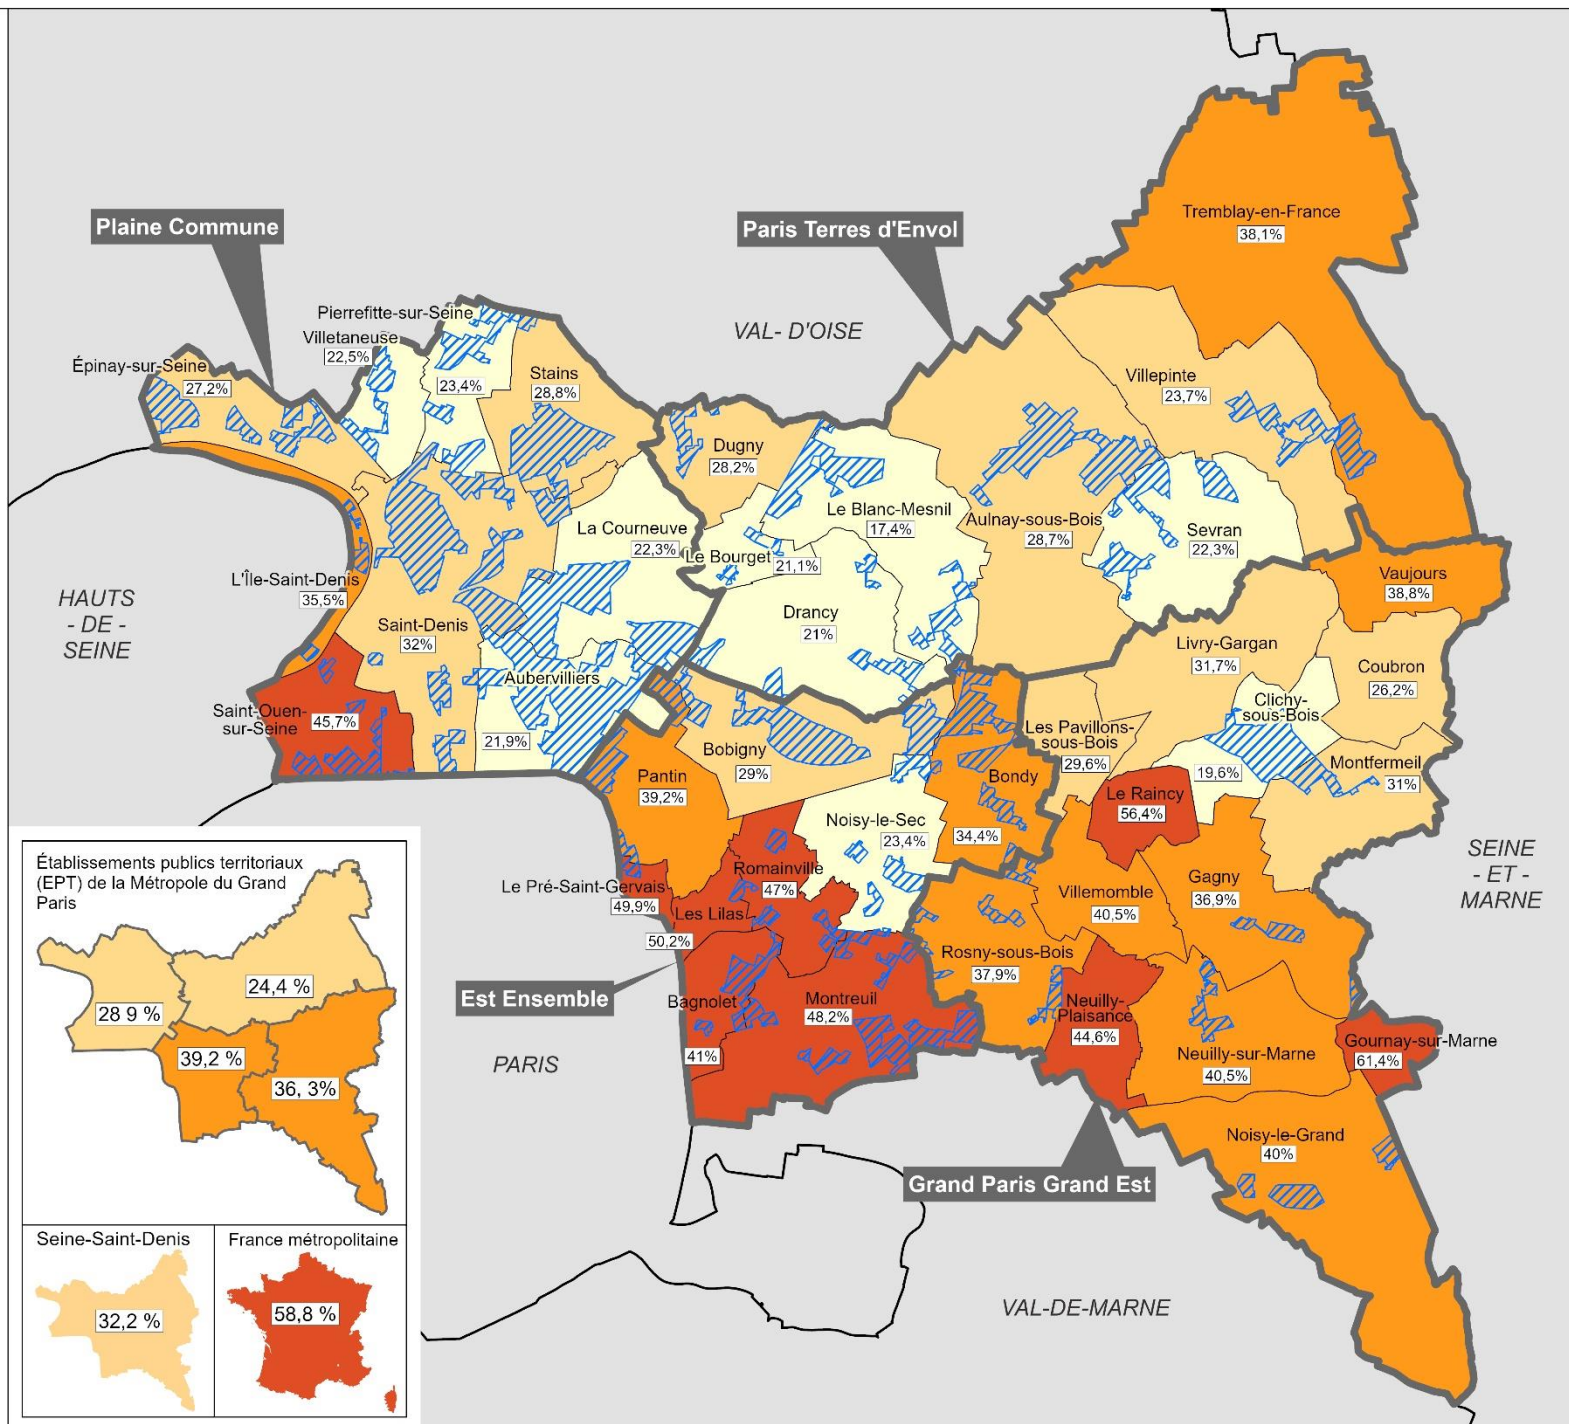 Tremblay-en-France
38,1%
Plaine Commune
Paris Terres d'Envol
Pierrefitte-sur-Seine
23,4%
Villetaneuse
22,5%
VAL- D'OISE
Épinay-sur-Seine
27,2%
Stains
28,8%
Villepinte
23,7%
Dugny
28,2%
Le Blanc-Mesnil
17,4%
Aulnay-sous-Bois
28,7%
Sevran
22,3%
La Courneuve
22,3%
Le Bourget
21,1%
L'Île-Saint-Denis
35,5%
Vaujours
38,8%
HAUTS
- DE -
SEINE
Saint-Denis
32%
Drancy
21%
Livry-Gargan
31,7%
Coubron
26,2%
Aubervilliers
21,9%
Clichy-
sous-Bois
19,6%
Saint-Ouen-
sur-Seine
45,7%
Les Pavillons-
sous-Bois
29,6%
Bobigny
29%
Montfermeil
31%
Pantin
39,2%
Bondy
34,4%
Le Raincy
56,4%
Noisy-le-Sec
23,4%
Romainville
47%
SEINE
- ET -
MARNE
Le Pré-Saint-Gervais
49,9%
Villemomble
40,5%
Gagny
36,9%
Les Lilas
50,2%
Rosny-sous-Bois
37,9%
Est Ensemble
Bagnolet
41%
Montreuil
48,2%
Neuilly-
Plaisance
44,6%
Neuilly-sur-Marne
40,5%
Gournay-sur-Marne
61,4%
PARIS
Noisy-le-Grand
40%
Grand Paris Grand Est
VAL-DE-MARNE
Établissements publics territoriaux
(EPT) de la Métropole du Grand
Paris
24,4 %
28 9 %
39,2 %
36, 3%
Seine-Saint-Denis
32,2 %
France métropolitaine
58,8 %